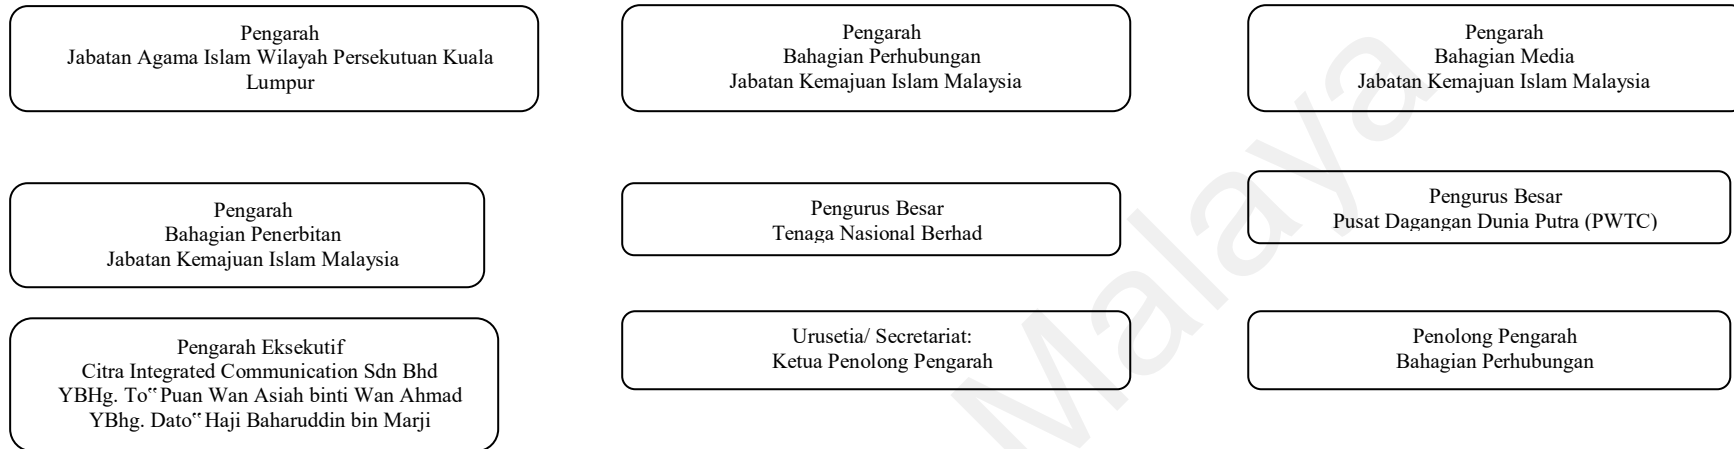 Pengarah
Jabatan Agama Islam Wilayah Persekutuan Kuala
Lumpur
Pengarah
Bahagian Perhubungan
Jabatan Kemajuan Islam Malaysia
Pengarah
Bahagian Media
Jabatan Kemajuan Islam Malaysia
Pengarah
Bahagian Penerbitan
Jabatan Kemajuan Islam Malaysia
Pengurus Besar
Tenaga Nasional Berhad
Pengurus Besar
Pusat Dagangan Dunia Putra (PWTC)
Pengarah Eksekutif
Citra Integrated Communication Sdn Bhd
YBHg. To‟ Puan Wan Asiah binti Wan Ahmad
YBhg. Dato‟ Haji Baharuddin bin Marji
Urusetia/ Secretariat:
Ketua Penolong Pengarah
Penolong Pengarah
Bahagian Perhubungan
Malaya